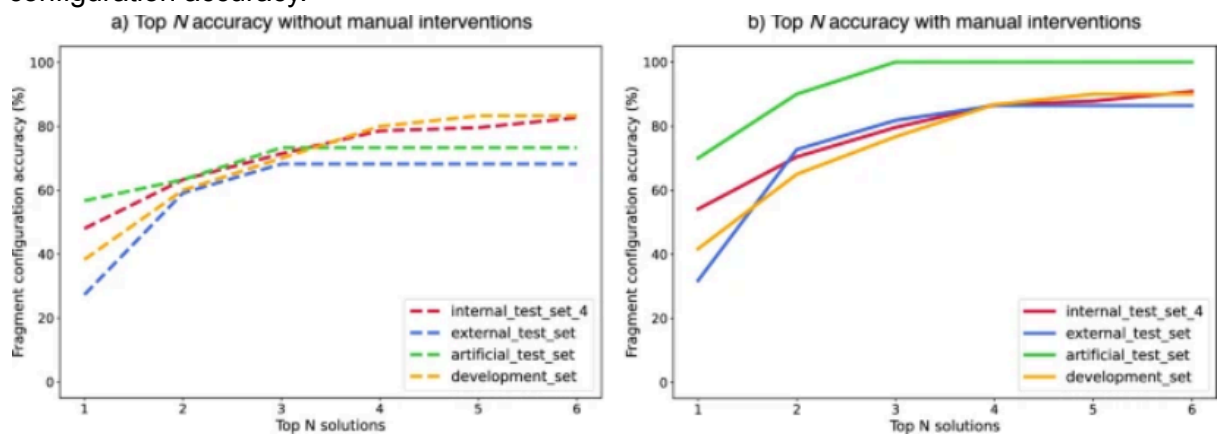 configuration accuracy.
a) Top N accuracy without manual interventions
Fragment configuration accuracy (%)
100
80
60
40
20
0
internal_test_set_4
external_test_set
artificial_test_set
development_set
1 2 3 4 5 6
Top N solutions
b) Top N accuracy with manual interventions
Fragment configuration accuracy (%)
100
80
60
40
20
0
internal_test_set_4
external_test_set
artificial_test_set
development_set
1 2 3 4 5 6
Top N solutions